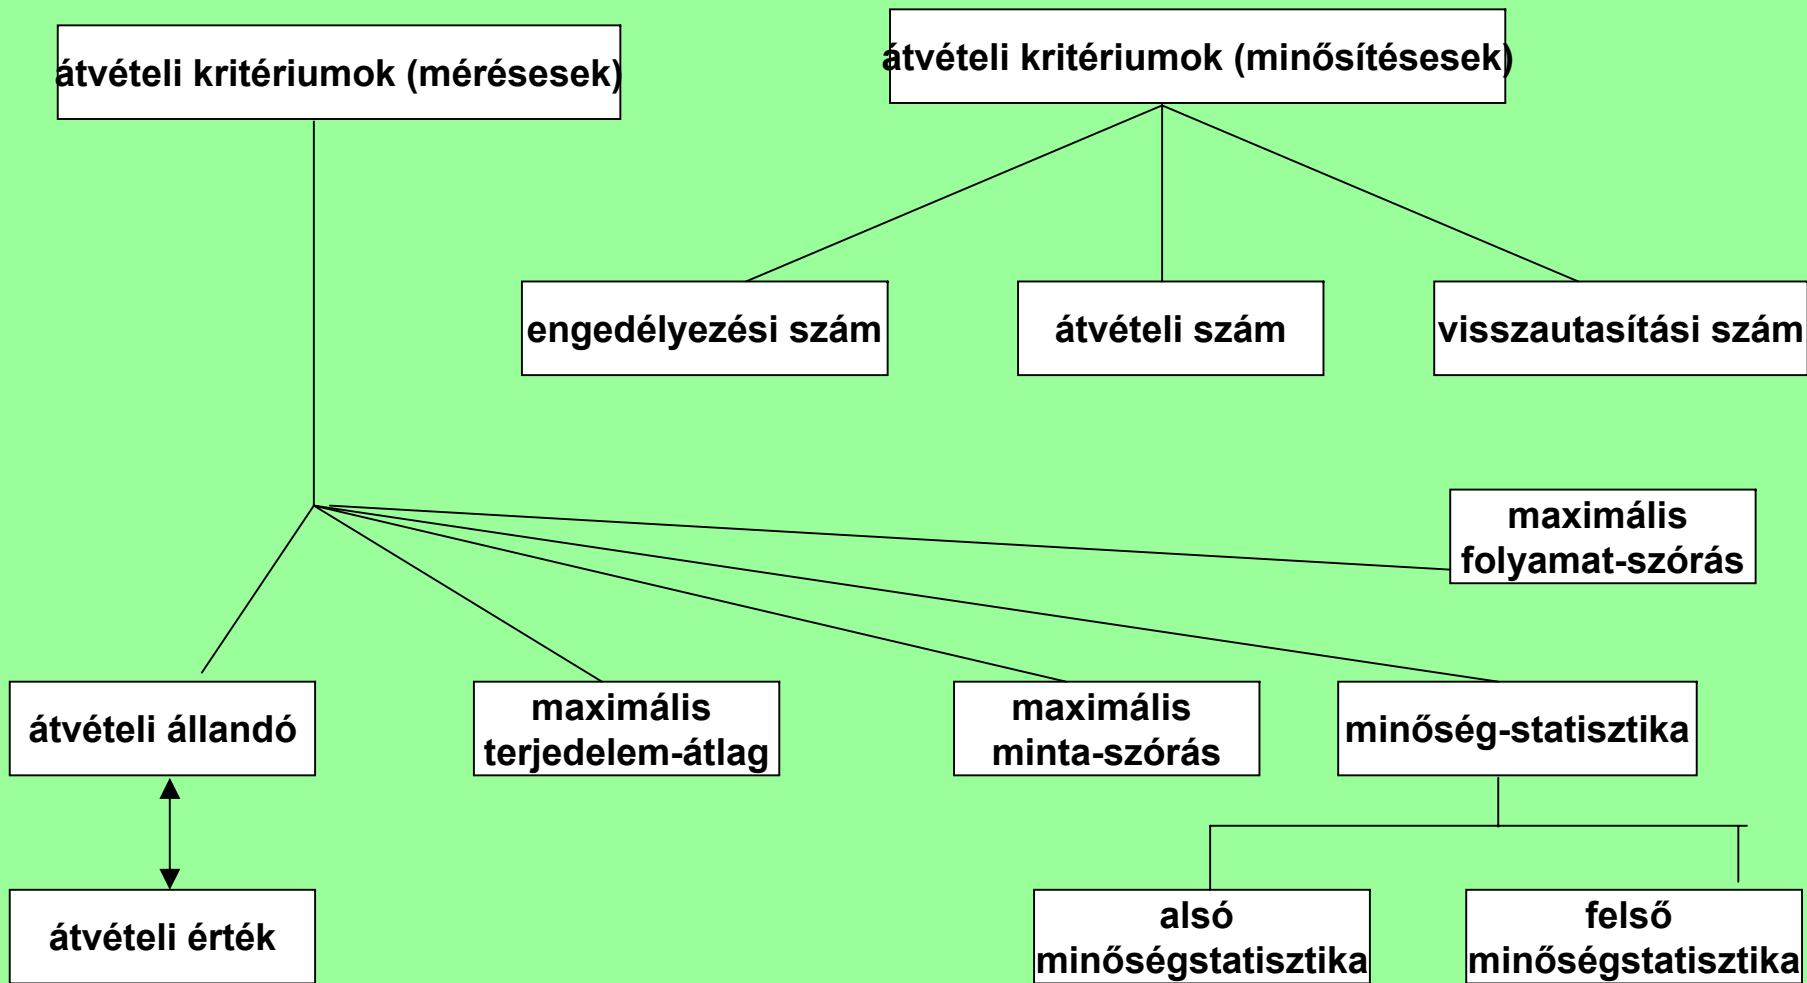 átvételi kritériumok (mérésesek)
átvételi kritériumok (minősítésesek)
engedélyezési szám
átvételi szám
visszautasítási szám
maximális
folyamat-szórás
átvételi állandó
maximális
terjedelem-átlag
maximális
minta-szórás
minőség-statisztika
átvételi érték
alsó
minőségstatisztika
felső
minőségstatisztika